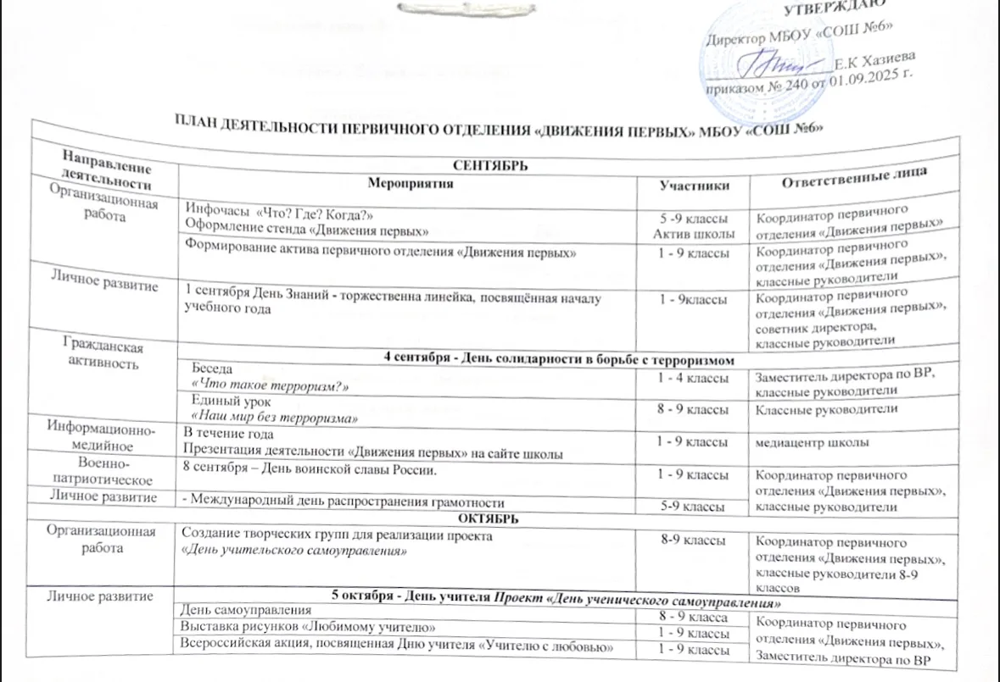 УТВЕРЖДАЮ
Директор МБОУ «СОШ №6»
Е.К Хазиева
приказом № 240 от 01.09.2025 г.
ПЛАН ДЕЯТЕЛЬНОСТИ ПЕРВИЧНОГО ОТДЕЛЕНИЯ «ДВИЖЕНИЯ ПЕРВЫХ» МБОУ «СОШ №6»
СЕНТЯБРЬ
Направление
деятельности
Мероприятия
Участники
Ответственные лица
Организационная
работа
Инфочасы «Что? Где? Когда?»
Оформление стенда «Движения первых»
5 -9 классы
Актив школы
Координатор первичного
отделения «Движения первых»
Формирование актива первичного отделения «Движения первых»
1 - 9 классы
Координатор первичного
отделения «Движения первых»,
классные руководители
Личное развитие
1 сентября День Знаний - торжественна линейка, посвящённая началу
учебного года
1 - 9классы
Координатор первичного
отделения «Движения первых»,
советник директора,
классные руководители
Гражданская
активность
4 сентября - День солидарности в борьбе с терроризмом
Беседа
«Что такое терроризм?»
1 - 4 классы
Заместитель директора по ВР,
классные руководители
Единый урок
«Наш мир без терроризма»
8 - 9 классы
Классные руководители
Информационно-
медийное
В течение года
Презентация деятельности «Движения первых» на сайте школы
1 - 9 классы
медиацентр школы
Военно-
патриотическое
8 сентября – День воинской славы России.
1 - 9 классы
Координатор первичного
отделения «Движения первых»,
классные руководители
Личное развитие
- Международный день распространения грамотности
5-9 классы
ОКТЯБРЬ
Организационная
работа
Создание творческих групп для реализации проекта
«День учительского самоуправления»
8-9 классы
Координатор первичного
отделения «Движения первых»,
классные руководители 8-9
классов
Личное развитие
5 октября - День учителя Проект «День ученического самоуправления»
День самоуправления
8 - 9 класса
Координатор первичного
отделения «Движения первых»,
Заместитель директора по ВР
Выставка рисунков «Любимому учителю»
1 - 9 классы
Всероссийская акция, посвященная Дню учителя «Учителю с любовью»
1 - 9 классы